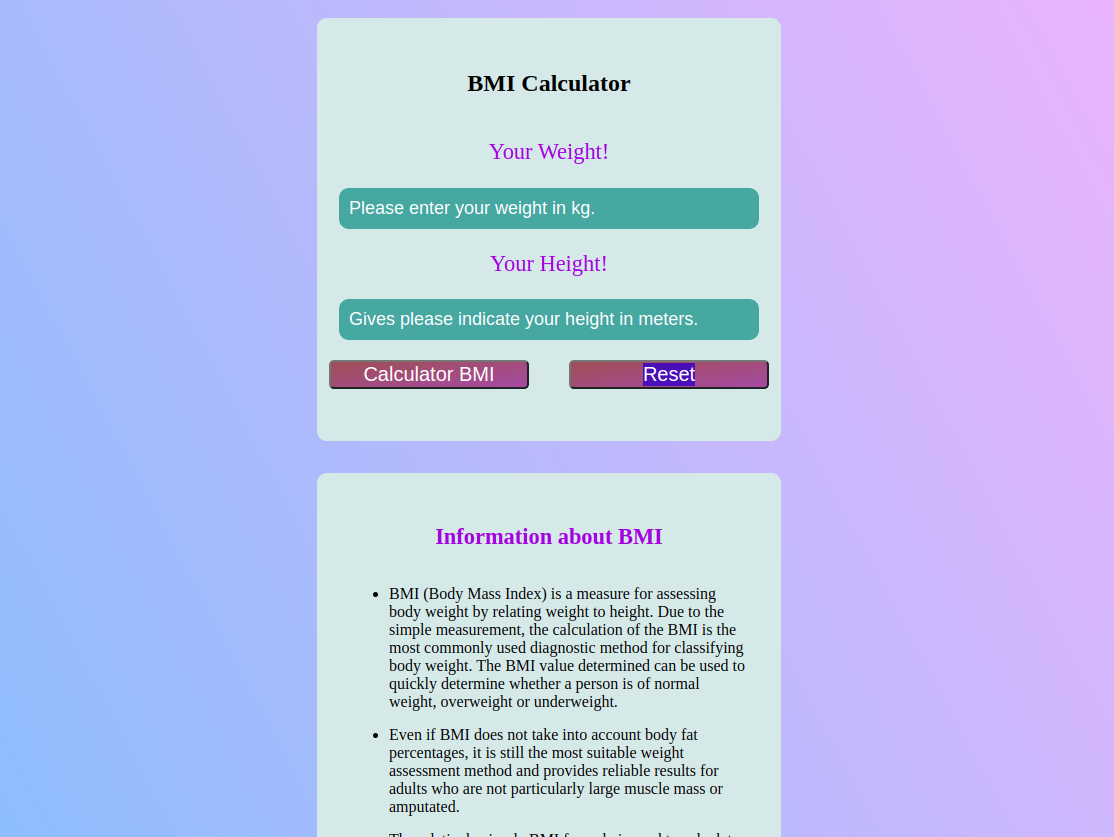 BMI Calculator
Your Weight!
Please enter your weight in kg.
Your Height!
Gives please indicate your height in meters.
Calculator BMI
Reset
Information about BMI
BMI (Body Mass Index) is a measure for assessing
body weight by relating weight to height. Due to the
simple measurement, the calculation of the BMI is the
most commonly used diagnostic method for classifying
body weight. The BMI value determined can be used to
quickly determine whether a person is of normal
weight, overweight or underweight.
Even if BMI does not take into account body fat
percentages, it is still the most suitable weight
assessment method and provides reliable results for
adults who are not particularly large muscle mass or
amputated.